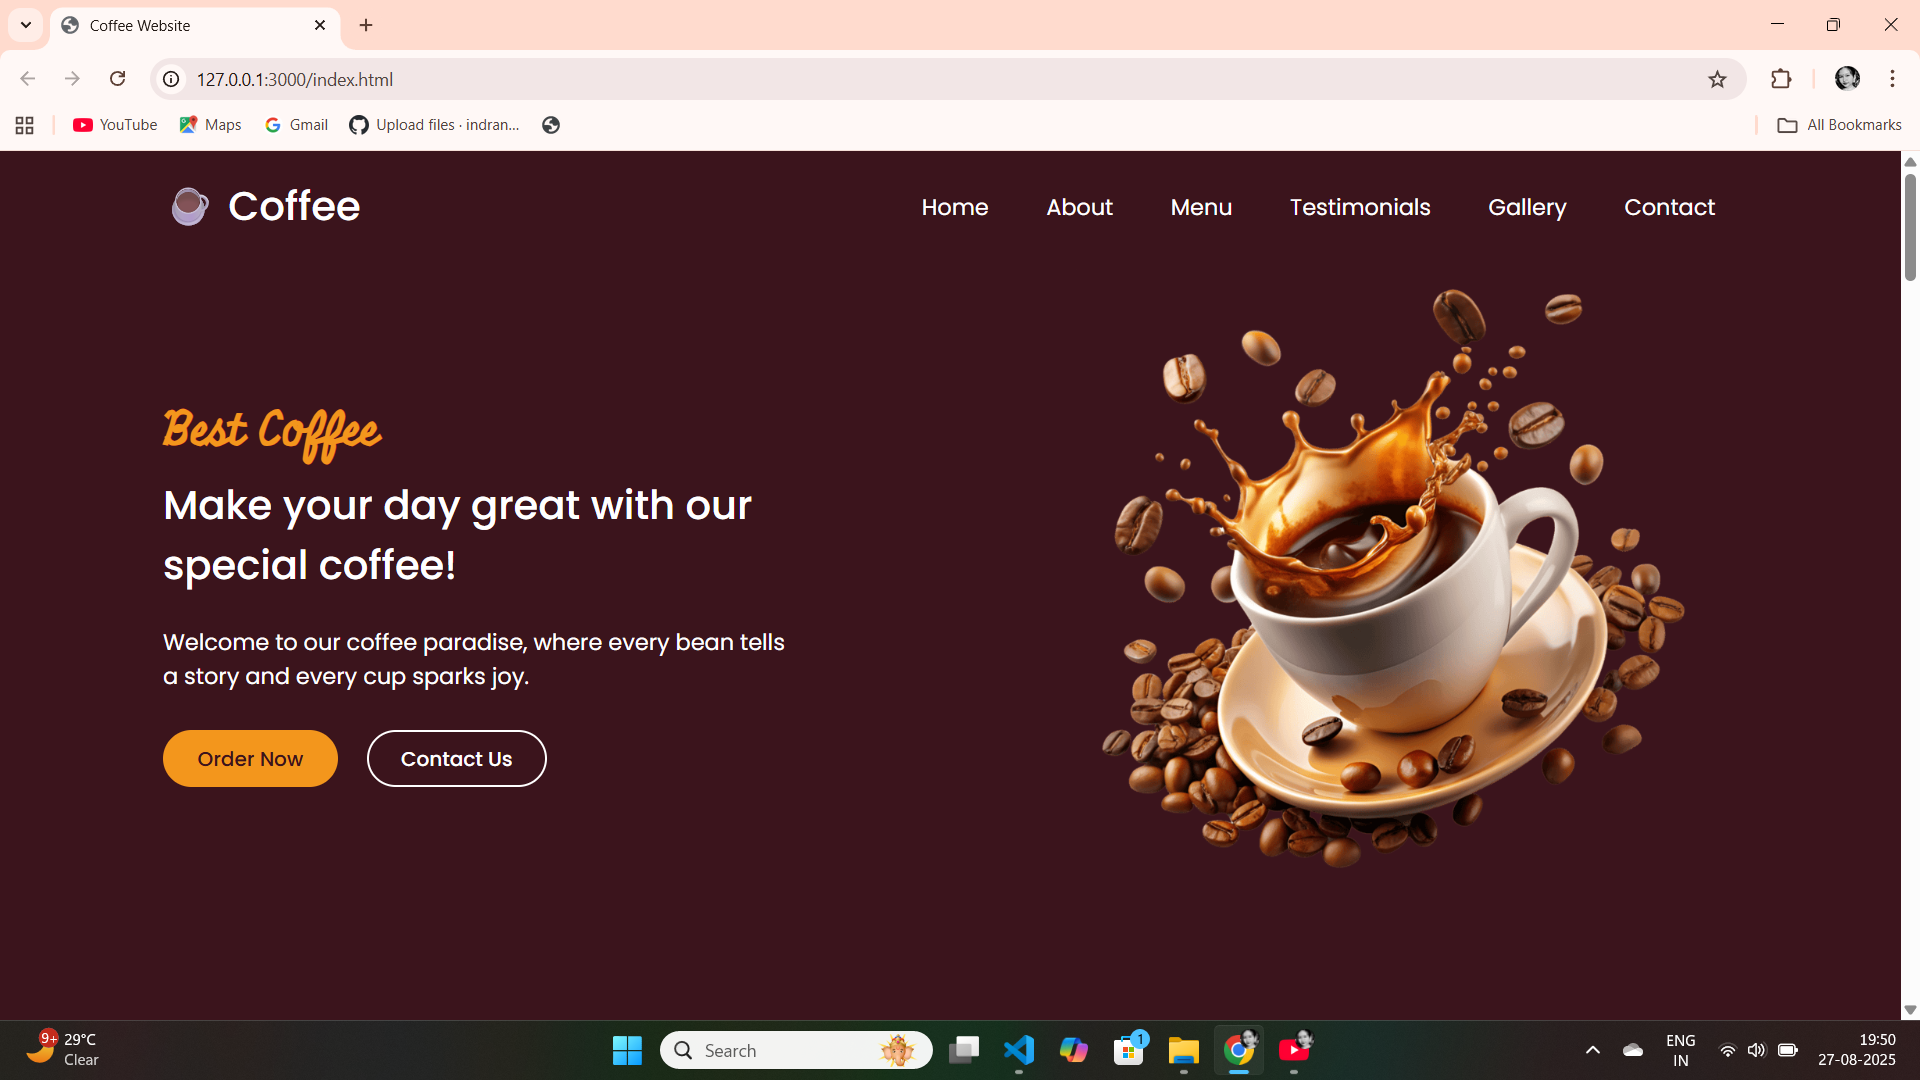 Coffee Website
127.0.0.1:3000/index.html
YouTube
Maps
Gmail
Upload files · indran...
All Bookmarks
Coffee
Home
About
Menu
Testimonials
Gallery
Contact
Best Coffee
Make your day great with our
special coffee!
Welcome to our coffee paradise, where every bean tells
a story and every cup sparks joy.
Order Now
Contact Us
9+
29°C
Clear
Search
1
ENG
IN
19:50
27-08-2025